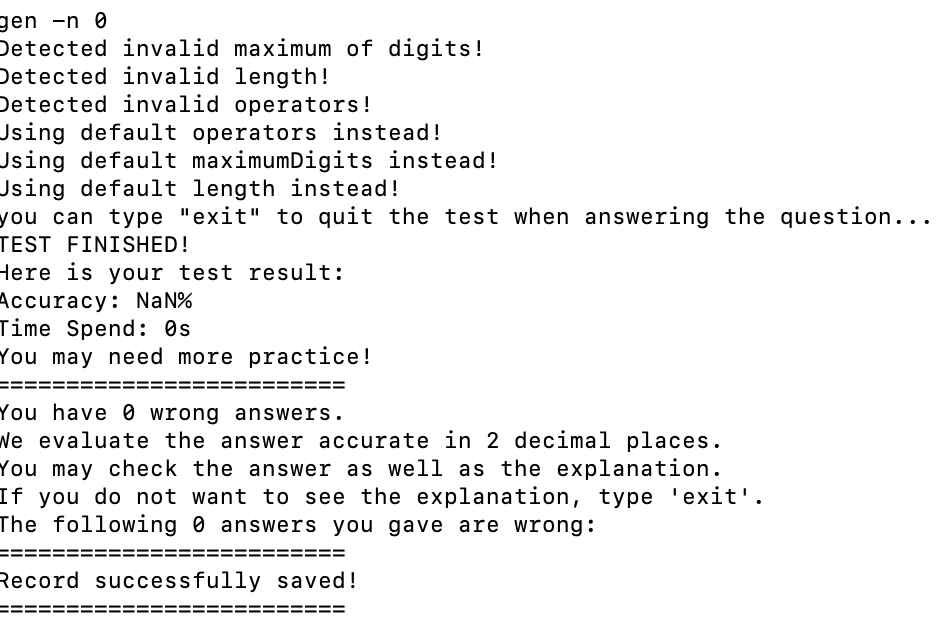 gen -n 0
Detected invalid maximum of digits!
Detected invalid length!
Detected invalid operators!
Using default operators instead!
Using default maximumDigits instead!
Using default length instead!
you can type "exit" to quit the test when answering the question...
TEST FINISHED!
Here is your test result:
Accuracy: NaN%
Time Spend: 0s
You may need more practice!
=========================
You have 0 wrong answers.
We evaluate the answer accurate in 2 decimal places.
You may check the answer as well as the explanation.
If you do not want to see the explanation, type 'exit'.
The following 0 answers you gave are wrong:
=========================
Record successfully saved!
=========================